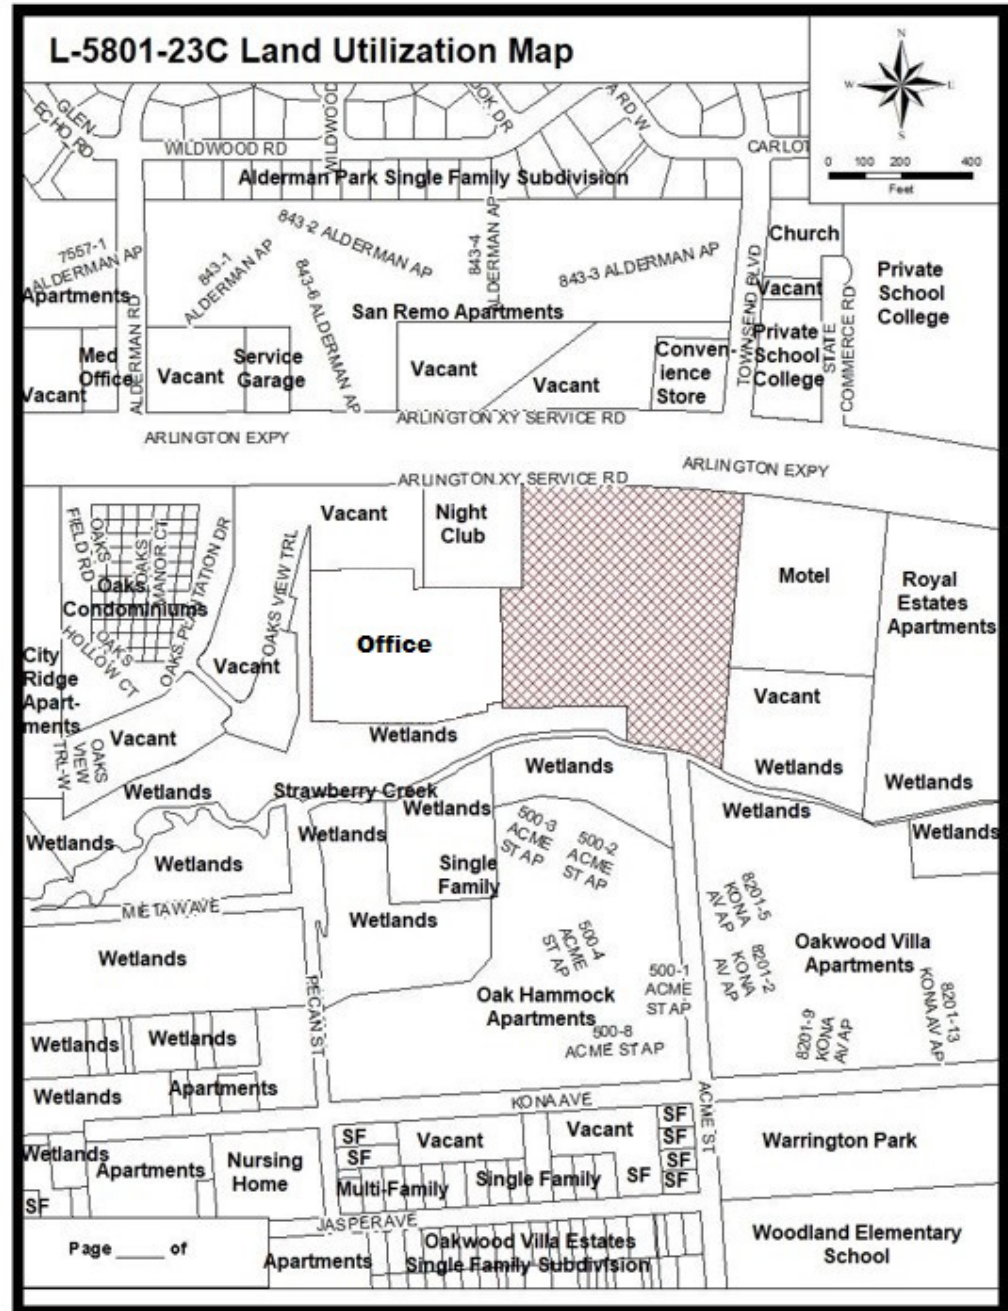 L-5801-23C Land Utilization Map
N
W
E
S
0 100 200 400
Feet
GLEN
ECHO RD
WILDWOOD RD
WILDWOOD
OOK DR
ARD W
CARLOT
Alderman Park Single Family Subdivision
7557-1
ALDERMAN AP
843-1
ALDERMAN AP
843-2 ALDERMAN AP
843-6 ALDERMAN AP
843-4
ALDERMAN AP
843-3 ALDERMAN AP
Church
Private
School
College
Apartments
San Remo Apartments
Vacant
ALDERMAN RD
TOWNSEND BLVD
STATE
COMMERCE RD
Med
Office
Vacant
Vacant
Service
Garage
Vacant
Vacant
Conven-
ience
Store
Private
School
College
ARLINGTON XY SERVICE RD
ARLINGTON EXPY
ARLINGTON EXPY
ARLINGTON XY SERVICE RD
Vacant
Night
Club
OAKS
FIELD RD
OAKS
MANOR CT
Oaks
Condominiums
OAKS
HOLLOW CT
OAKS PLANTATION DR
OAKS VIEW TRL
Motel
Royal
Estates
Apartments
Office
City
Ridge
Apart-
ments
Vacant
Vacant
Vacant
OAKS
VIEW
TRL-W
Wetlands
Wetlands
Wetlands
Wetlands
Wetlands
Strawberry Creek
Wetlands
Wetlands
Wetlands
Wetlands
Wetlands
Wetlands
500-3
ACME
ST AP
500-2
ACME
ST AP
Single
Family
METAWAVE
Wetlands
Wetlands
500-4
ACME
ST AP
8201-5
KONA
AV AP
8201-2
KONA
AV AP
Oakwood Villa
Apartments
500-1
ACME
ST AP
Oak Hammock
Apartments
PECAN ST
500-8
ACME ST AP
8201-9
KONA
AV AP
8201-13
KONA AV AP
Wetlands
Wetlands
Wetlands
Apartments
KONA AVE
ACME ST
SF
SF
Vacant
Vacant
SF
SF
SF
SF
Warrington Park
Wetlands
Apartments
Nursing
Home
Multi-Family
Single Family
SF
SF
JASPER AVE
Page ____ of
Apartments
Oakwood Villa Estates
Single Family Subdivision
Woodland Elementary
School